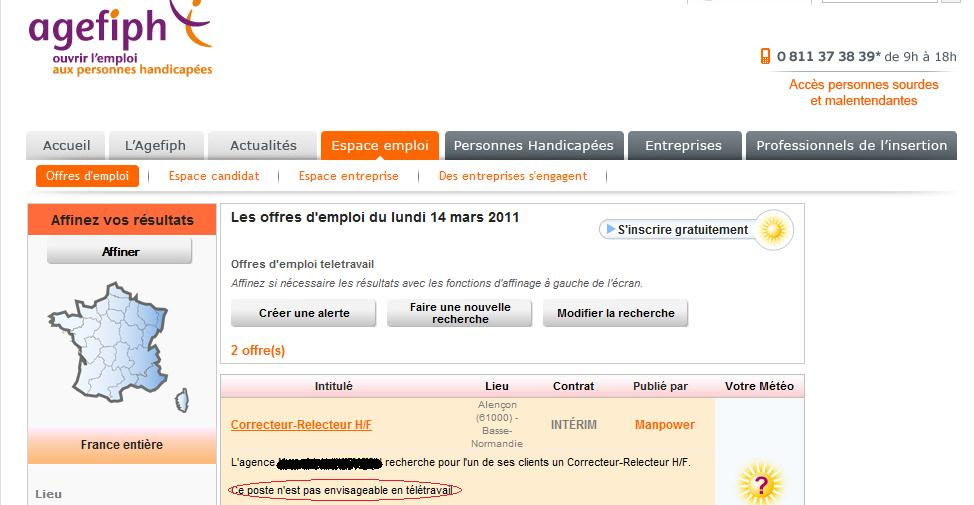 agefiph
ouvrir l'emploi
aux personnes handicapées
0 811 37 38 39* de 9h à 18h
Accès personnes sourdes
et malentendantes
Accueil
L'Agefiph
Actualités
Espace emploi
Personnes Handicapées
Entreprises
Professionnels de l'insertion
Offres d'emploi
Espace candidat
Espace entreprise
Des entreprises s'engagent
Affinez vos résultats
Affiner
France entière
Lieu
Les offres d'emploi du lundi 14 mars 2011
S'inscrire gratuitement
Offres d'emploi teletravail
Affinez si nécessaire les résultats avec les fonctions d'affinage à gauche de l'écran.
Créer une alerte
Faire une nouvelle
recherche
Modifier la recherche
2 offre(s)
Intitulé Lieu Contrat Publié par Votre Météo
Correcteur-Relecteur H/F
Alençon
(61000) -
Basse-
Normandie
INTÉRIM
Manpower
L'agence recherche pour l'un de ses clients un Correcteur-Relecteur H/F.
Ce poste n'est pas envisageable en télétravail
?